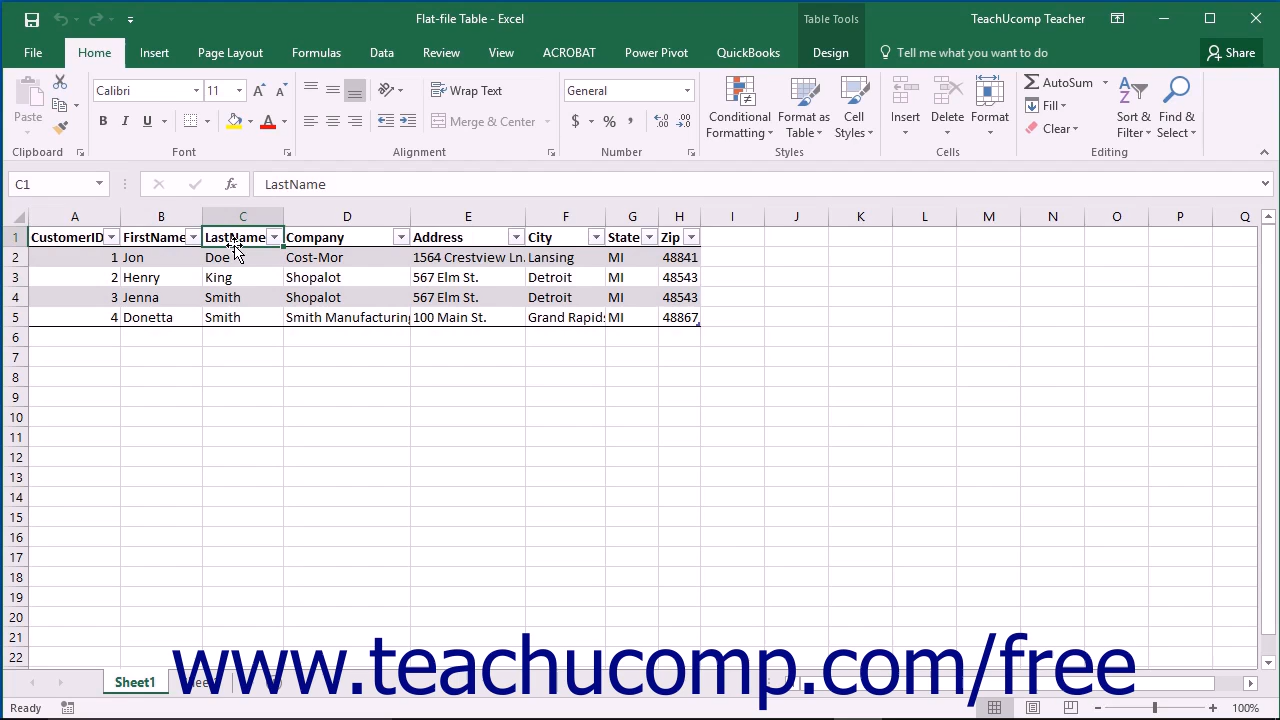 Flat-file Table - Excel
Table Tools
TeachUcomp Teacher
File Home Insert Page Layout Formulas Data Review View ACROBAT Power Pivot QuickBooks Design Tell me what you want to do Share
Calibri 11 Wrap Text General AutoSum
Paste B I U Merge & Center $ % , Conditional Formatting Format as Table Cell Styles Insert Delete Format Fill Clear Sort & Filter Find & Select
Clipboard Font Alignment Number Styles Cells Editing
C1 fx LastName
A B C D E F G H I J K L M N O P Q
1 CustomerID FirstName LastName Company Address City State Zip
2 1 Jon Doe Cost-Mor 1564 Crestview Ln. Lansing MI 48841
3 2 Henry King Shopalot 567 Elm St. Detroit MI 48543
4 3 Jenna Smith Shopalot 567 Elm St. Detroit MI 48543
5 4 Donetta Smith Smith Manufacturing 100 Main St. Grand Rapids MI 48867
6
7
8
9
10
11
12
13
14
15
16
17
18
19
20
21
22
www.teachucomp.com/free
Sheet1
Ready 100%